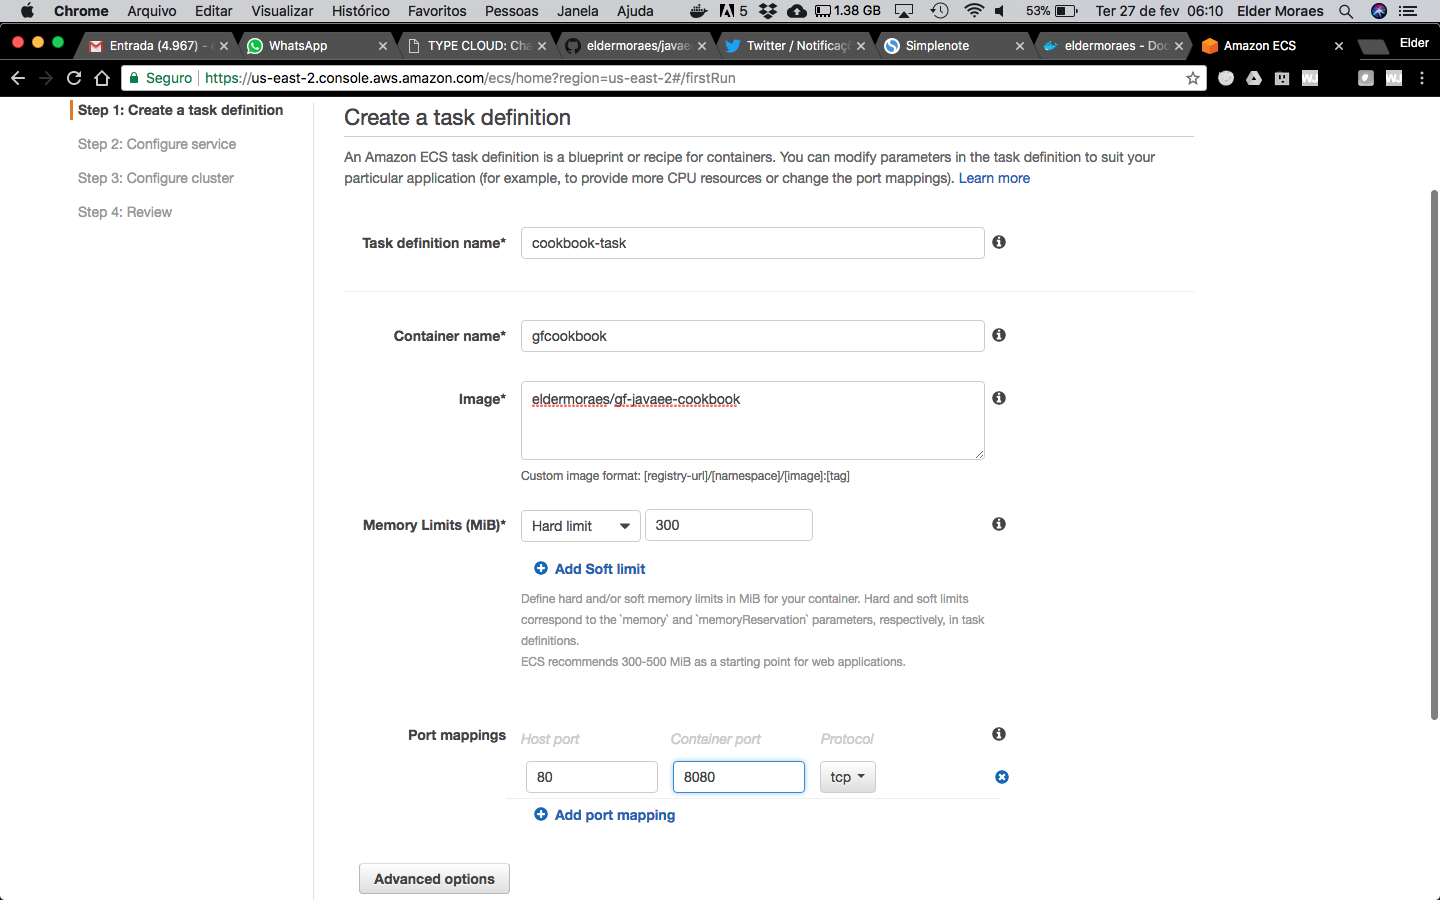 Chrome Arquivo Editar Visualizar Histórico Favoritos Pessoas Janela Ajuda 5 1.38 GB 53% Ter 27 de fev 06:10 Elder Moraes
Entrada (4.967) - WhatsApp TYPE CLOUD: Cha eldermoraes/javaee Twitter / Notificaç Simplenote eldermoraes - Doc Amazon ECS Elder
Seguro https://us-east-2.console.aws.amazon.com/ecs/home?region=us-east-2#/firstRun
Step 1: Create a task definition
Step 2: Configure service
Step 3: Configure cluster
Step 4: Review
Create a task definition
An Amazon ECS task definition is a blueprint or recipe for containers. You can modify parameters in the task definition to suit your
particular application (for example, to provide more CPU resources or change the port mappings). Learn more
Task definition name* cookbook-task
Container name* gfcookbook
Image* eldermoraes/gf-javaee-cookbook
Custom image format: [registry-url]/[namespace]/[image]:[tag]
Memory Limits (MiB)* Hard limit 300
Add Soft limit
Define hard and/or soft memory limits in MiB for your container. Hard and soft limits
correspond to the `memory` and `memoryReservation` parameters, respectively, in task
definitions.
ECS recommends 300-500 MiB as a starting point for web applications.
Port mappings Host port Container port Protocol
80 8080 tcp
Add port mapping
Advanced options